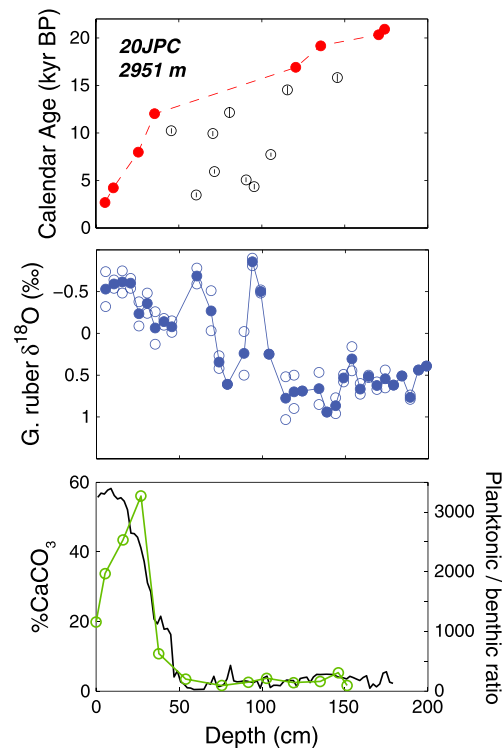 20JPC
2951 m
Calendar Age (kyr BP)
20
15
10
5
0
G. ruber δ18O (‰)
−0.5
0
0.5
1
%CaCO3
60
40
20
0
Planktonic / benthic ratio
3000
2000
1000
0
0 50 100 150 200
Depth (cm)